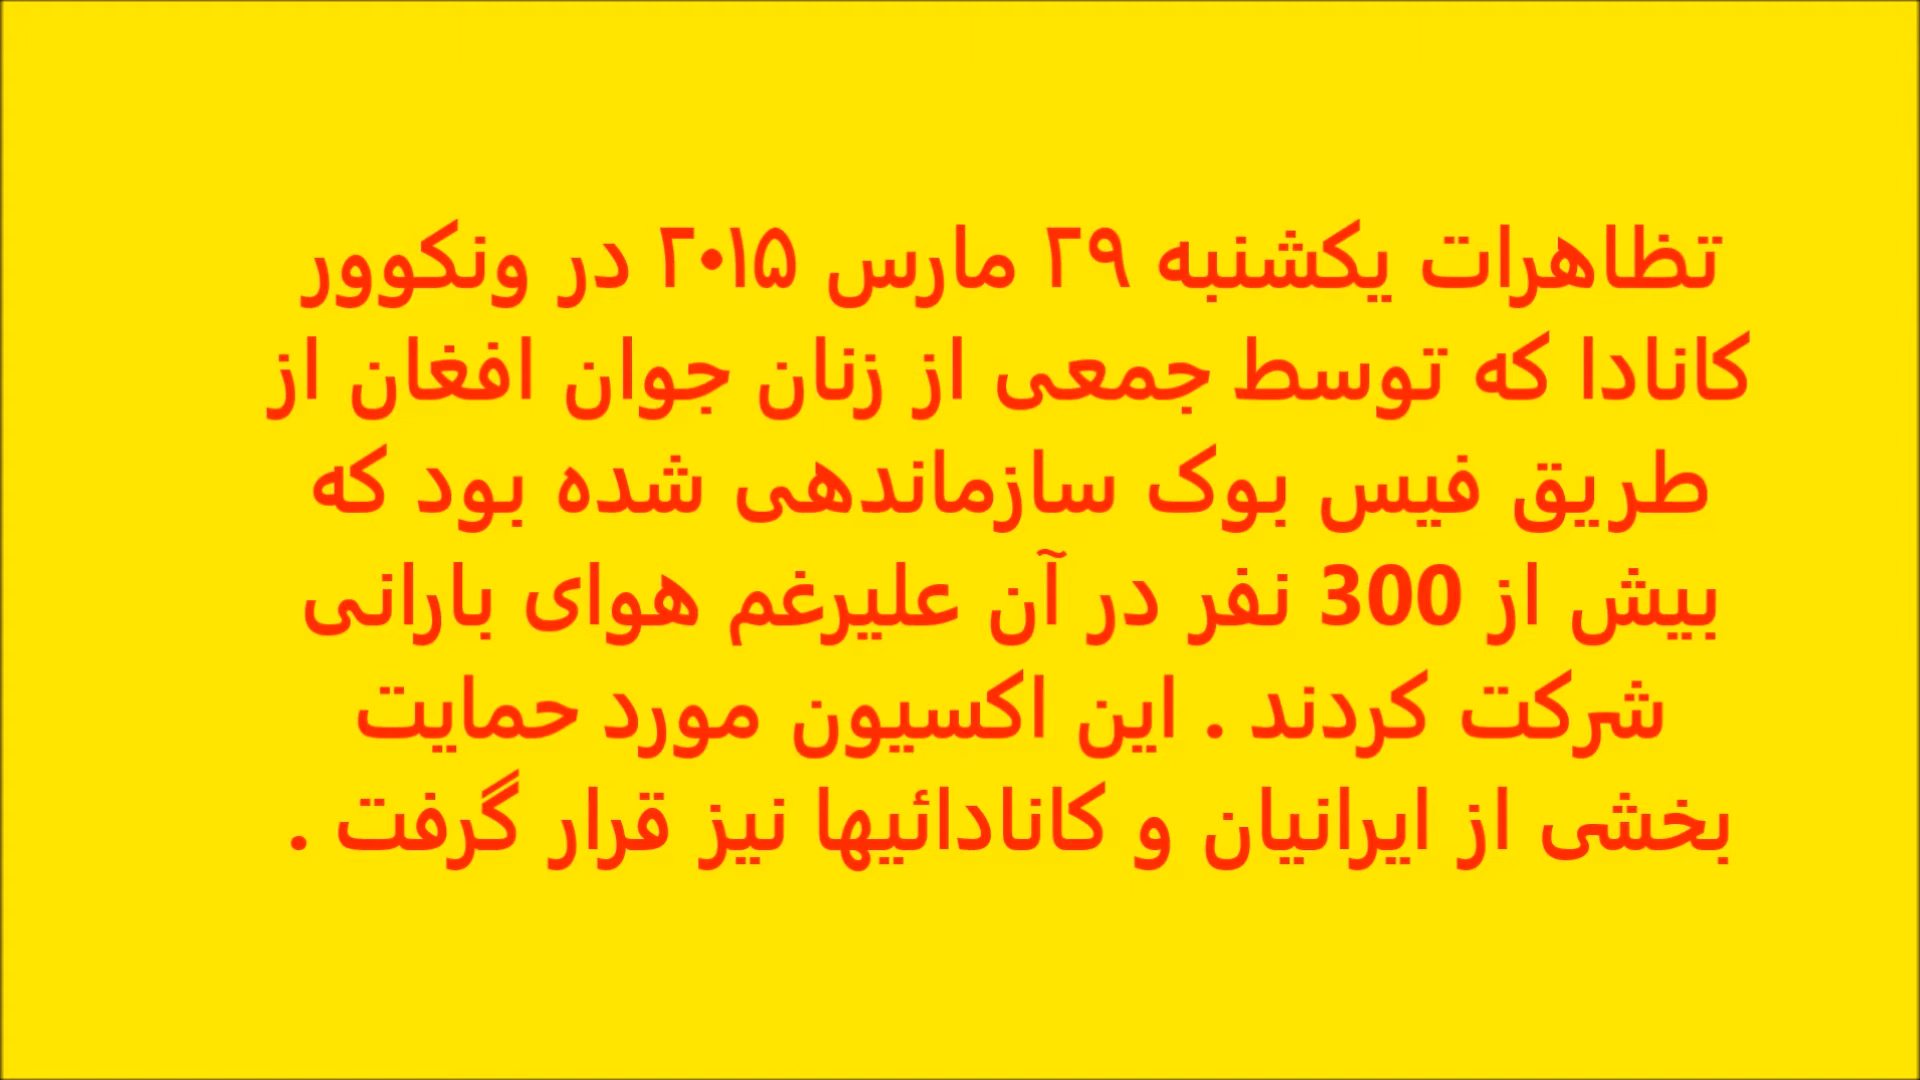 تظاهرات یکشنبه ۲۹ مارس ۲۰۱۵ در ونکوور
کانادا که توسط جمعی از زنان جوان افغان از
طریق فیس بوک سازماندهی شده بود که
بیش از 300 نفر در آن علیرغم هوای بارانی
شرکت کردند . این اکسیون مورد حمایت
بخشی از ایرانیان و کانادائیها نیز قرار گرفت .